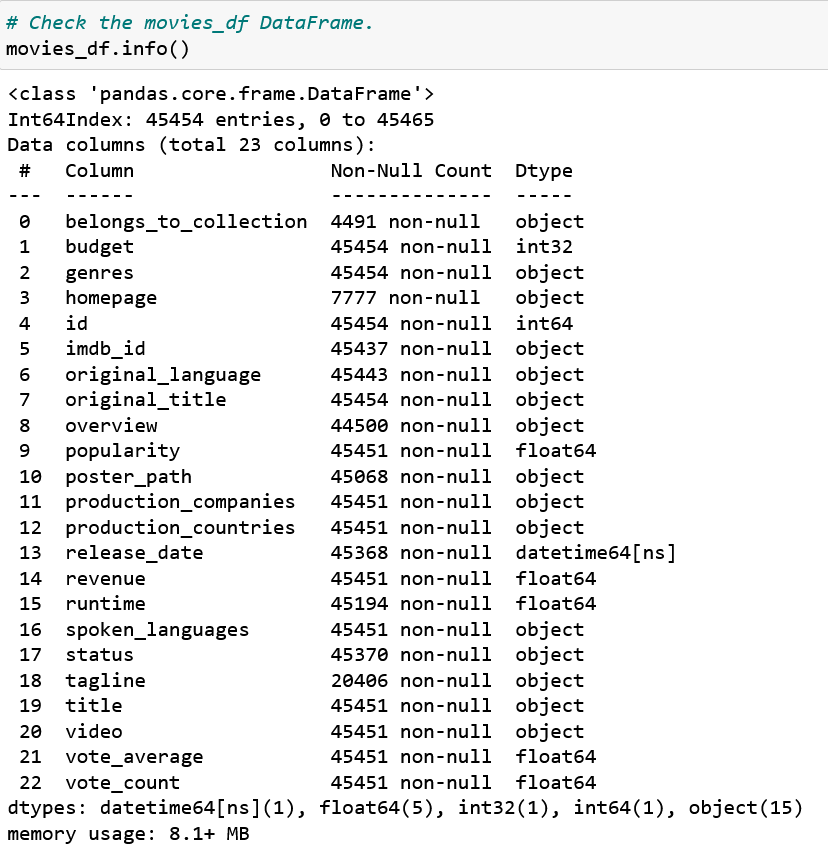 # Check the movies_df DataFrame.
movies_df.info()
<class 'pandas.core.frame.DataFrame'>
Int64Index: 45454 entries, 0 to 45465
Data columns (total 23 columns):
 #   Column                 Non-Null Count  Dtype
---  ------                 --------------  -----
 0   belongs_to_collection  4491 non-null   object
 1   budget                 45454 non-null  int32
 2   genres                 45454 non-null  object
 3   homepage               7777 non-null   object
 4   id                     45454 non-null  int64
 5   imdb_id                45437 non-null  object
 6   original_language      45443 non-null  object
 7   original_title         45454 non-null  object
 8   overview               44500 non-null  object
 9   popularity             45451 non-null  float64
 10  poster_path            45068 non-null  object
 11  production_companies   45451 non-null  object
 12  production_countries   45451 non-null  object
 13  release_date           45368 non-null  datetime64[ns]
 14  revenue                45451 non-null  float64
 15  runtime                45194 non-null  float64
 16  spoken_languages       45451 non-null  object
 17  status                 45370 non-null  object
 18  tagline                20406 non-null  object
 19  title                  45451 non-null  object
 20  video                  45451 non-null  object
 21  vote_average           45451 non-null  float64
 22  vote_count             45451 non-null  float64
dtypes: datetime64[ns](1), float64(5), int32(1), int64(1), object(15)
memory usage: 8.1+ MB